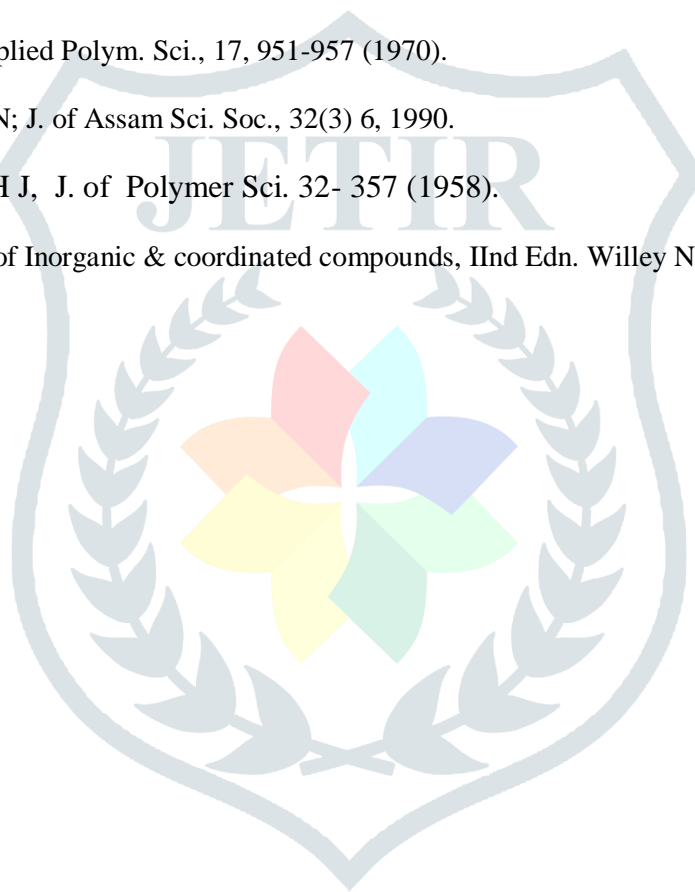 plied Polym. Sci., 17, 951-957 (1970).
N; J. of Assam Sci. Soc., 32(3) 6, 1990.
JETIR
H J, J. of Polymer Sci. 32- 357 (1958).
of Inorganic & coordinated compounds, IInd Edn. Willey N